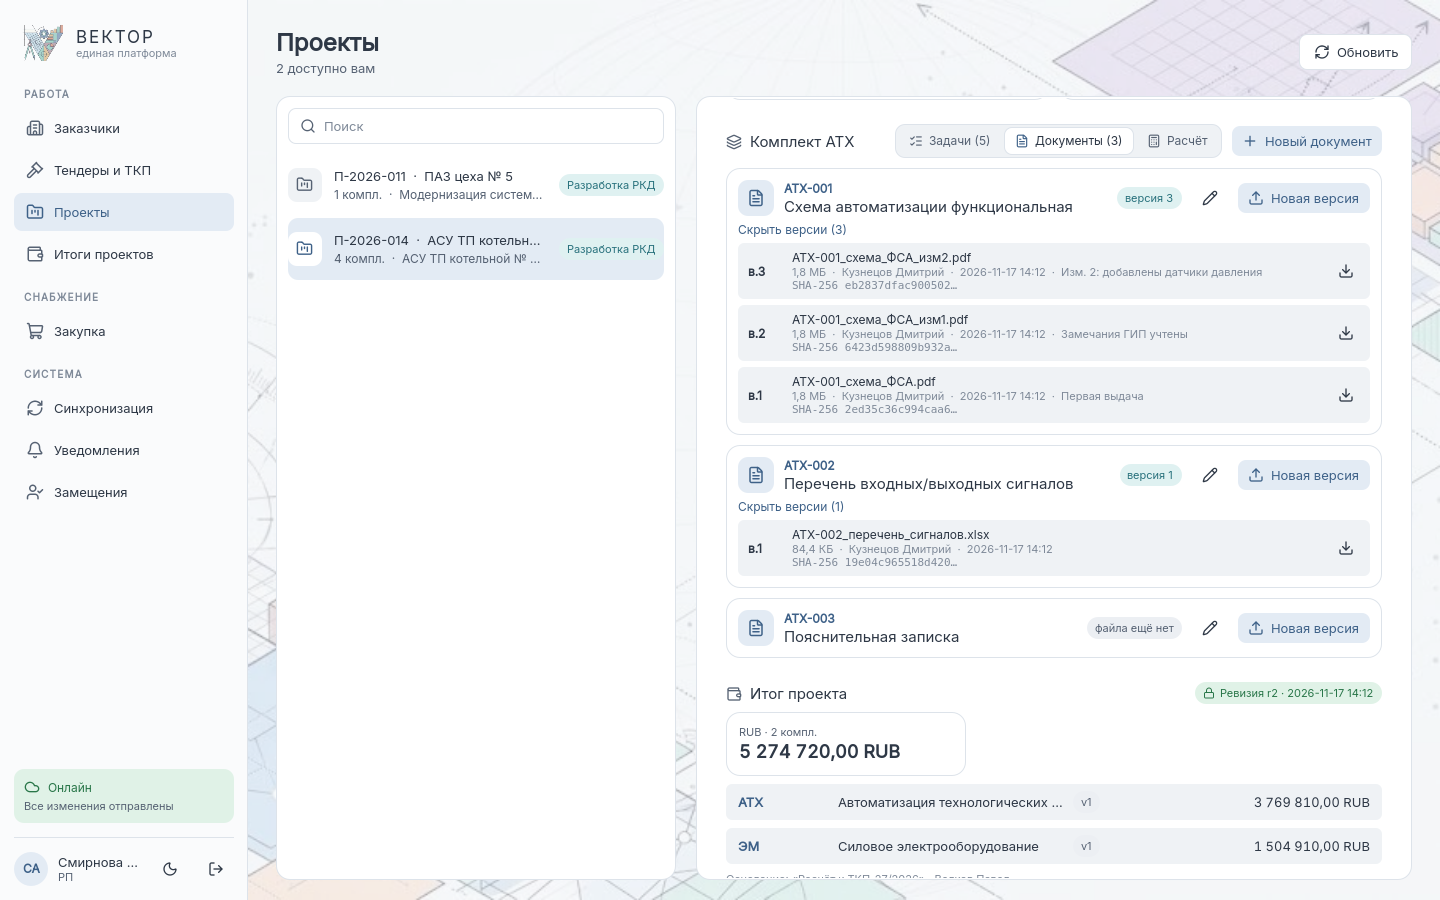 ВЕКТОР
единая платформа
РАБОТА
Заказчики
Тендеры и ТКП
Проекты
Итоги проектов
СНАБЖЕНИЕ
Закупка
СИСТЕМА
Синхронизация
Уведомления
Замещения
Онлайн
Все изменения отправлены
СА
Смирнова ...
РП
Проекты
2 доступно вам
Обновить
Поиск
П-2026-011 · ПАЗ цеха № 5
1 компл. · Модернизация систем...
Разработка РКД
П-2026-014 · АСУ ТП котельн...
4 компл. · АСУ ТП котельной № ...
Разработка РКД
Комплект АТХ
Задачи (5)
Документы (3)
Расчёт
Новый документ
АТХ-001
Схема автоматизации функциональная
версия 3
Новая версия
Скрыть версии (3)
в.3
АТХ-001_схема_ФСА_изм2.pdf
1,8 МБ · Кузнецов Дмитрий · 2026-11-17 14:12 · Изм. 2: добавлены датчики давления
SHA-256 eb2837dfac900502…
в.2
АТХ-001_схема_ФСА_изм1.pdf
1,8 МБ · Кузнецов Дмитрий · 2026-11-17 14:12 · Замечания ГИП учтены
SHA-256 6423d598809b932a…
в.1
АТХ-001_схема_ФСА.pdf
1,8 МБ · Кузнецов Дмитрий · 2026-11-17 14:12 · Первая выдача
SHA-256 2ed35c36c994caa6…
АТХ-002
Перечень входных/выходных сигналов
версия 1
Новая версия
Скрыть версии (1)
в.1
АТХ-002_перечень_сигналов.xlsx
84,4 КБ · Кузнецов Дмитрий · 2026-11-17 14:12
SHA-256 19e04c965518d420…
АТХ-003
Пояснительная записка
файла ещё нет
Новая версия
Итог проекта
Ревизия r2 · 2026-11-17 14:12
RUB · 2 компл.
5 274 720,00 RUB
АТХ
Автоматизация технологических ...
v1
3 769 810,00 RUB
ЭМ
Силовое электрооборудование
v1
1 504 910,00 RUB